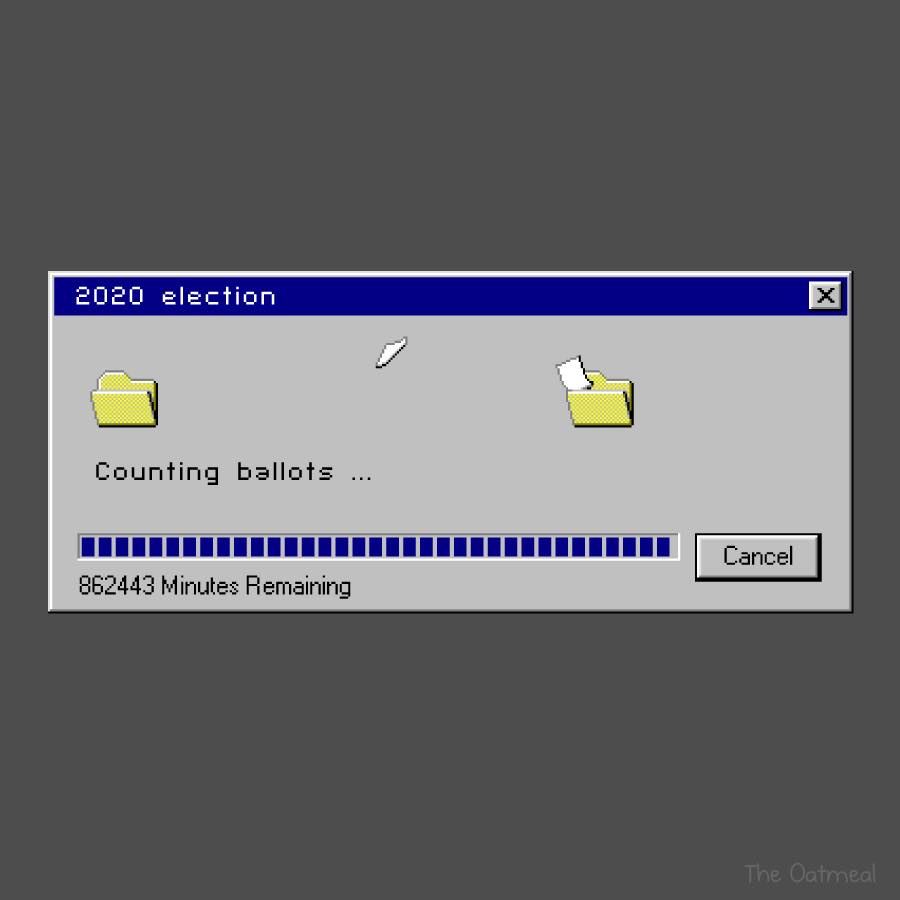 2020 election
Counting ballots ...
Cancel
862443 Minutes Remaining
The Oatmeal